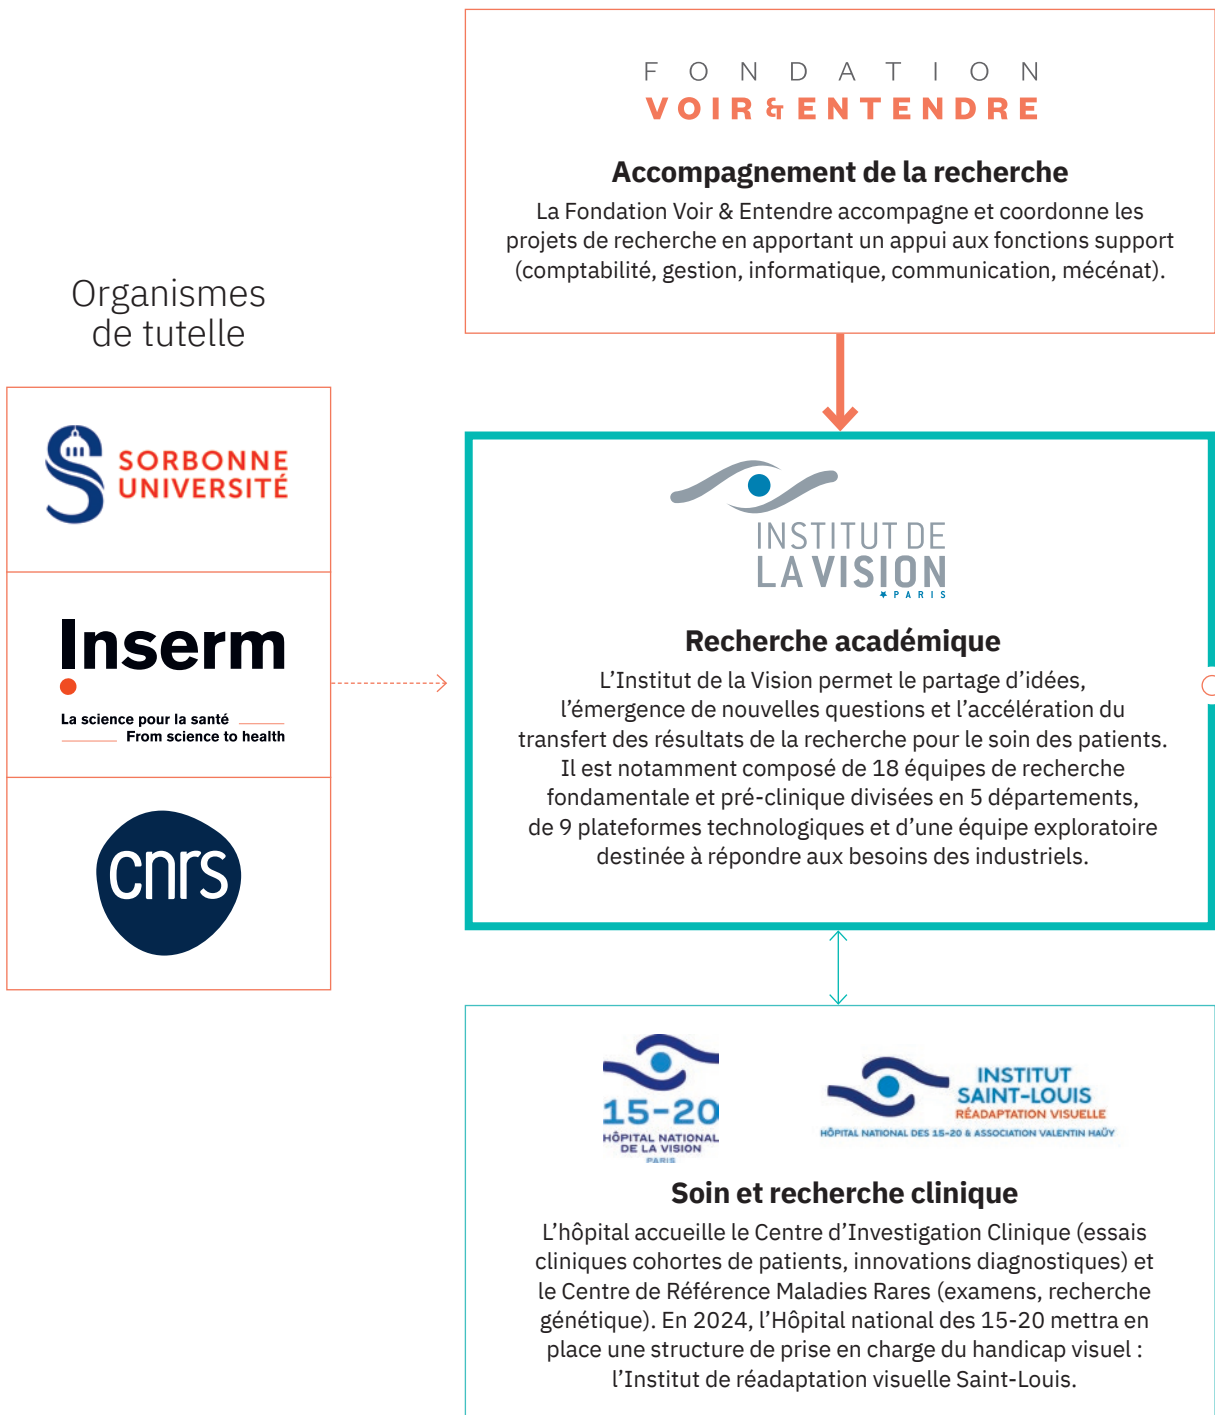 FONDATION
VOIR & ENTENDRE
Accompagnement de la recherche
La Fondation Voir & Entendre accompagne et coordonne les
projets de recherche en apportant un appui aux fonctions support
(comptabilité, gestion, informatique, communication, mécénat).
Organismes
de tutelle
SORBONNE
UNIVERSITÉ
Inserm
La science pour la santé
From science to health
cnrs
INSTITUT DE
LA VISION
PARIS
Recherche académique
L’Institut de la Vision permet le partage d’idées,
l’émergence de nouvelles questions et l’accélération du
transfert des résultats de la recherche pour le soin des patients.
Il est notamment composé de 18 équipes de recherche
fondamentale et pré-clinique divisées en 5 départements,
de 9 plateformes technologiques et d’une équipe exploratoire
destinée à répondre aux besoins des industriels.
15-20
HÔPITAL NATIONAL
DE LA VISION
PARIS
INSTITUT
SAINT-LOUIS
RÉADAPTATION VISUELLE
HÔPITAL NATIONAL DES 15-20 & ASSOCIATION VALENTIN HAÜY
Soin et recherche clinique
L’hôpital accueille le Centre d’Investigation Clinique (essais
cliniques cohortes de patients, innovations diagnostiques) et
le Centre de Référence Maladies Rares (examens, recherche
génétique). En 2024, l’Hôpital national des 15-20 mettra en
place une structure de prise en charge du handicap visuel :
l’Institut de réadaptation visuelle Saint-Louis.